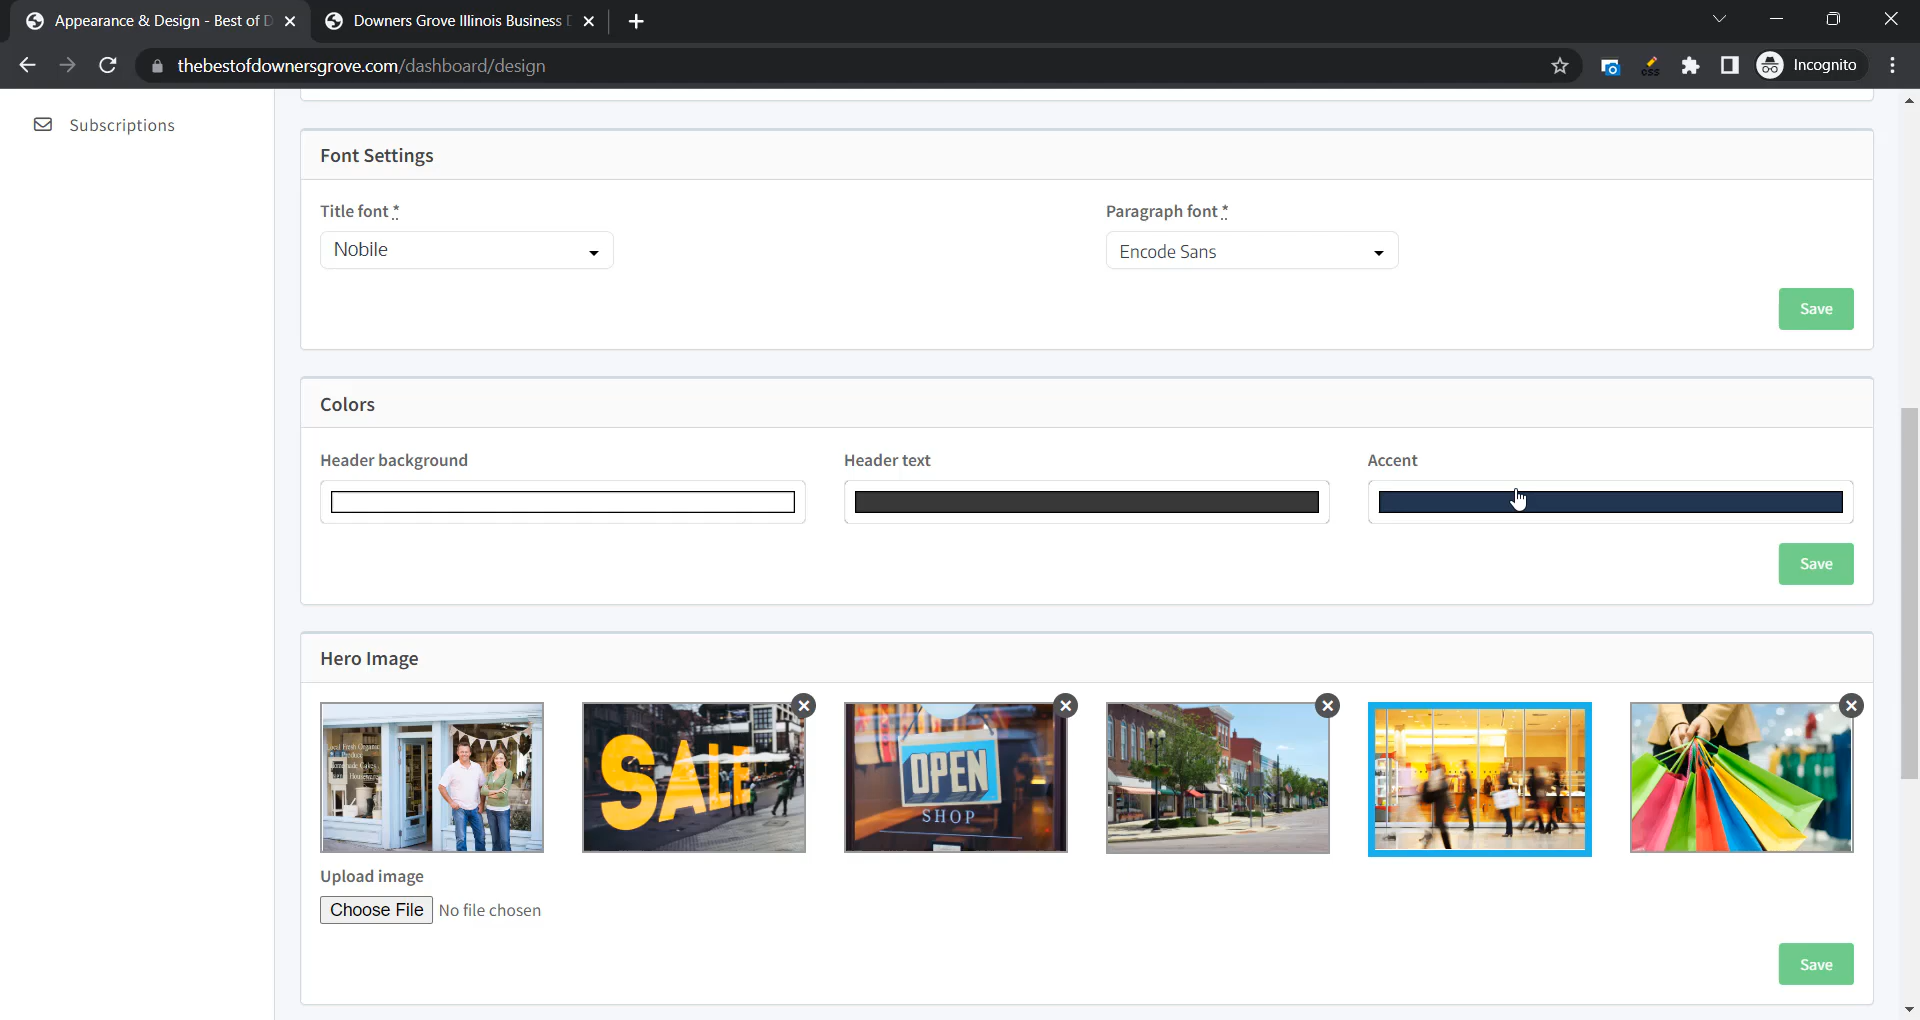 Appearance & Design - Best of D
Downers Grove Illinois Business
thebestofdownersgrove.com/dashboard/design
Incognito
Subscriptions
Font Settings
Title font *
Paragraph font *
Nobile
Encode Sans
Save
Colors
Header background
Header text
Accent
Save
Hero Image
SALE
OPEN
SHOP
Upload image
Choose File No file chosen
Save